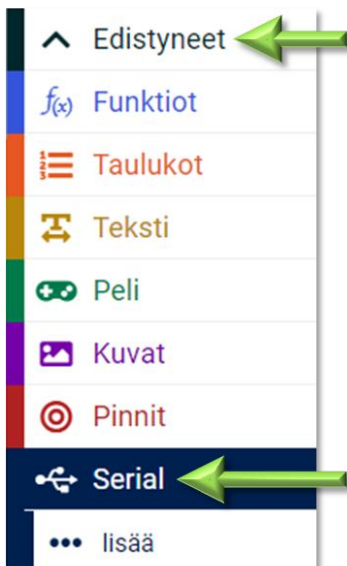 Edistyneet
f(x) Funktiot
Taulukot
Teksti
Peli
Kuvat
Pinnit
Serial
lisää